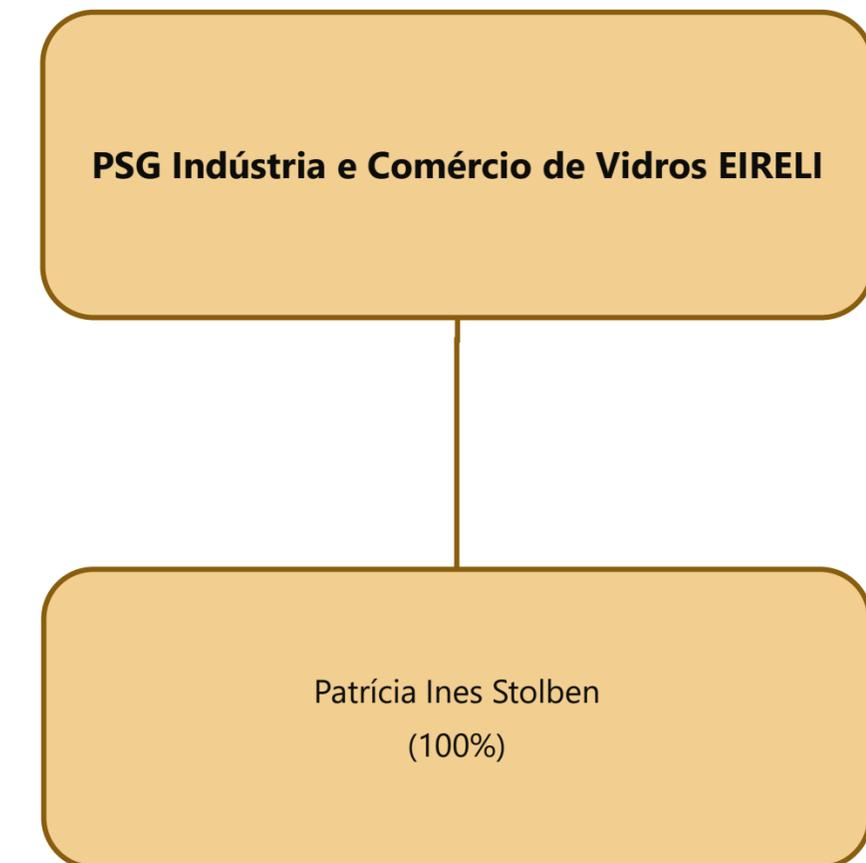 PSG Indústria e Comércio de Vidros EIRELI
Patrícia Ines Stolben
(100%)